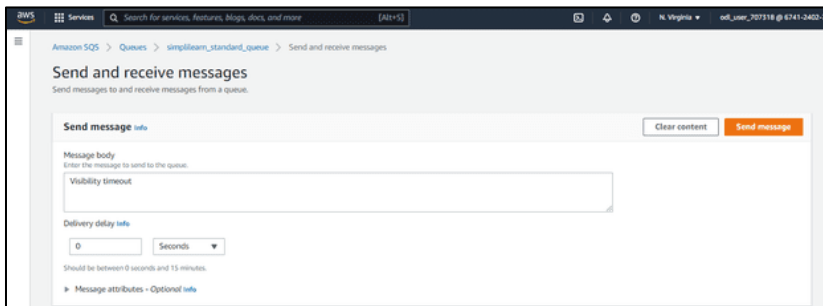 aws
Services
Search for services, features, blogs, docs, and more
[Alt+S]
N. Virginia
odl_user_707318 @ 6741-2402-
Amazon SQS > Queues > simplilearn_standard_queue > Send and receive messages
Send and receive messages
Send messages to and receive messages from a queue.
Send message Info
Clear content
Send message
Message body
Enter the message to send to the queue.
Visibility timeout
Delivery delay Info
0
Seconds
Should be between 0 seconds and 15 minutes.
Message attributes - Optional Info